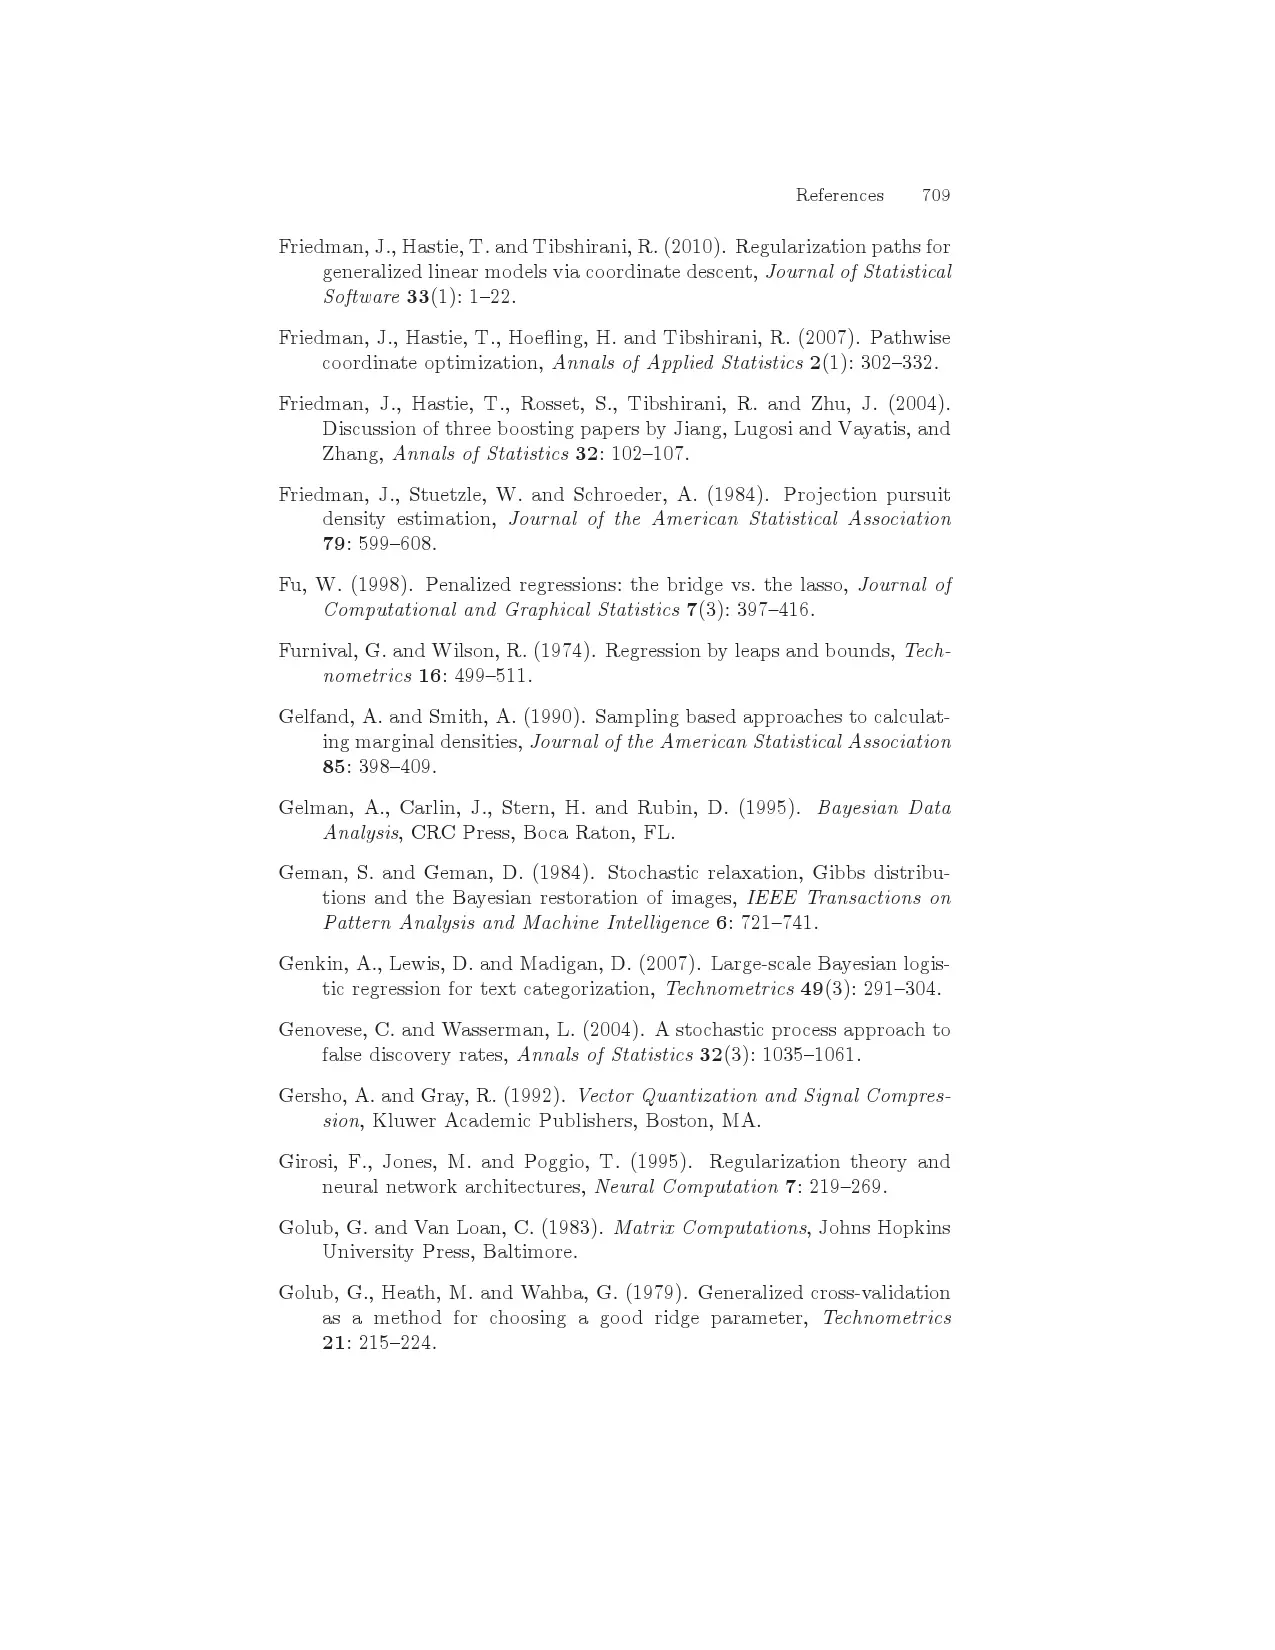 References 709
Friedman, J., Hastie, T. and Tibshirani, R. (2010). Regularization paths for
generalized linear models via coordinate descent, Journal of Statistical
Software 33(1): 1–22.
Friedman, J., Hastie, T., Hoefling, H. and Tibshirani, R. (2007). Pathwise
coordinate optimization, Annals of Applied Statistics 2(1): 302–332.
Friedman, J., Hastie, T., Rosset, S., Tibshirani, R. and Zhu, J. (2004).
Discussion of three boosting papers by Jiang, Lugosi and Vayatis, and
Zhang, Annals of Statistics 32: 102–107.
Friedman, J., Stuetzle, W. and Schroeder, A. (1984). Projection pursuit
density estimation, Journal of the American Statistical Association
79: 599–608.
Fu, W. (1998). Penalized regressions: the bridge vs. the lasso, Journal of
Computational and Graphical Statistics 7(3): 397–416.
Furnival, G. and Wilson, R. (1974). Regression by leaps and bounds, Tech-
nometrics 16: 499–511.
Gelfand, A. and Smith, A. (1990). Sampling based approaches to calculat-
ing marginal densities, Journal of the American Statistical Association
85: 398–409.
Gelman, A., Carlin, J., Stern, H. and Rubin, D. (1995). Bayesian Data
Analysis, CRC Press, Boca Raton, FL.
Geman, S. and Geman, D. (1984). Stochastic relaxation, Gibbs distribu-
tions and the Bayesian restoration of images, IEEE Transactions on
Pattern Analysis and Machine Intelligence 6: 721–741.
Genkin, A., Lewis, D. and Madigan, D. (2007). Large-scale Bayesian logis-
tic regression for text categorization, Technometrics 49(3): 291–304.
Genovese, C. and Wasserman, L. (2004). A stochastic process approach to
false discovery rates, Annals of Statistics 32(3): 1035–1061.
Gersho, A. and Gray, R. (1992). Vector Quantization and Signal Compres-
sion, Kluwer Academic Publishers, Boston, MA.
Girosi, F., Jones, M. and Poggio, T. (1995). Regularization theory and
neural network architectures, Neural Computation 7: 219–269.
Golub, G. and Van Loan, C. (1983). Matrix Computations, Johns Hopkins
University Press, Baltimore.
Golub, G., Heath, M. and Wahba, G. (1979). Generalized cross-validation
as a method for choosing a good ridge parameter, Technometrics
21: 215–224.